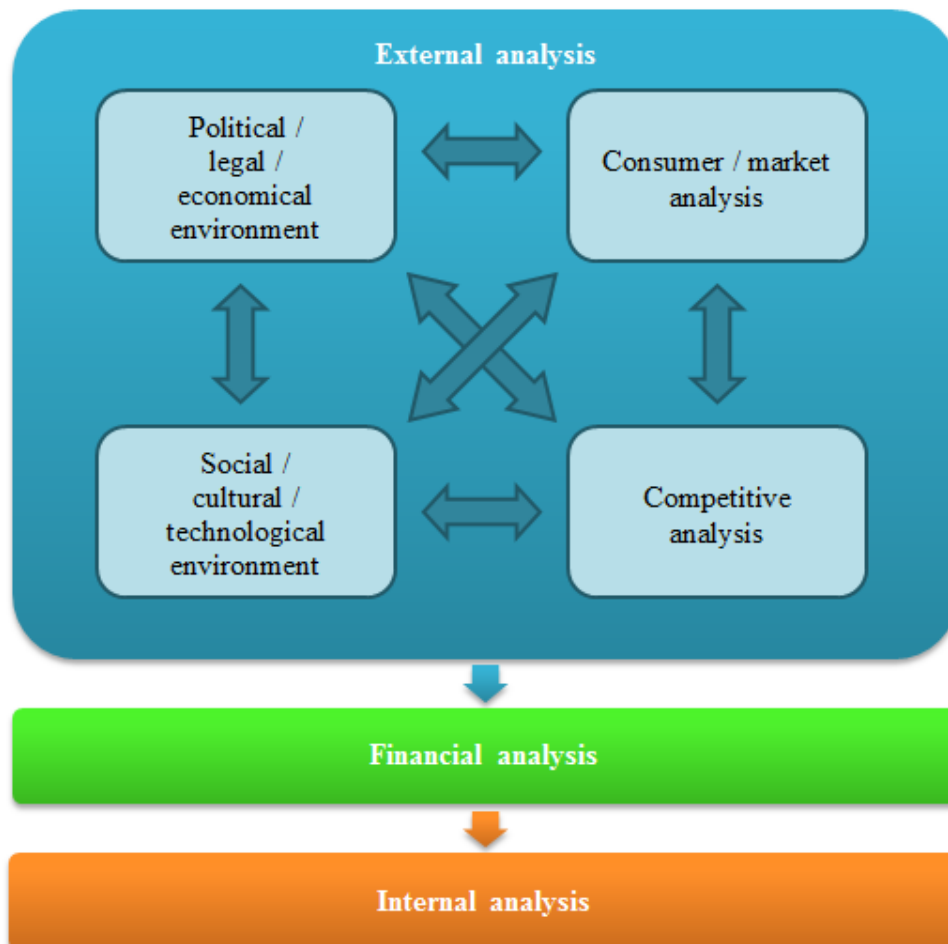 External analysis
Political /
legal /
economical
environment
Consumer / market
analysis
Social /
cultural /
technological
environment
Competitive
analysis
Financial analysis
Internal analysis